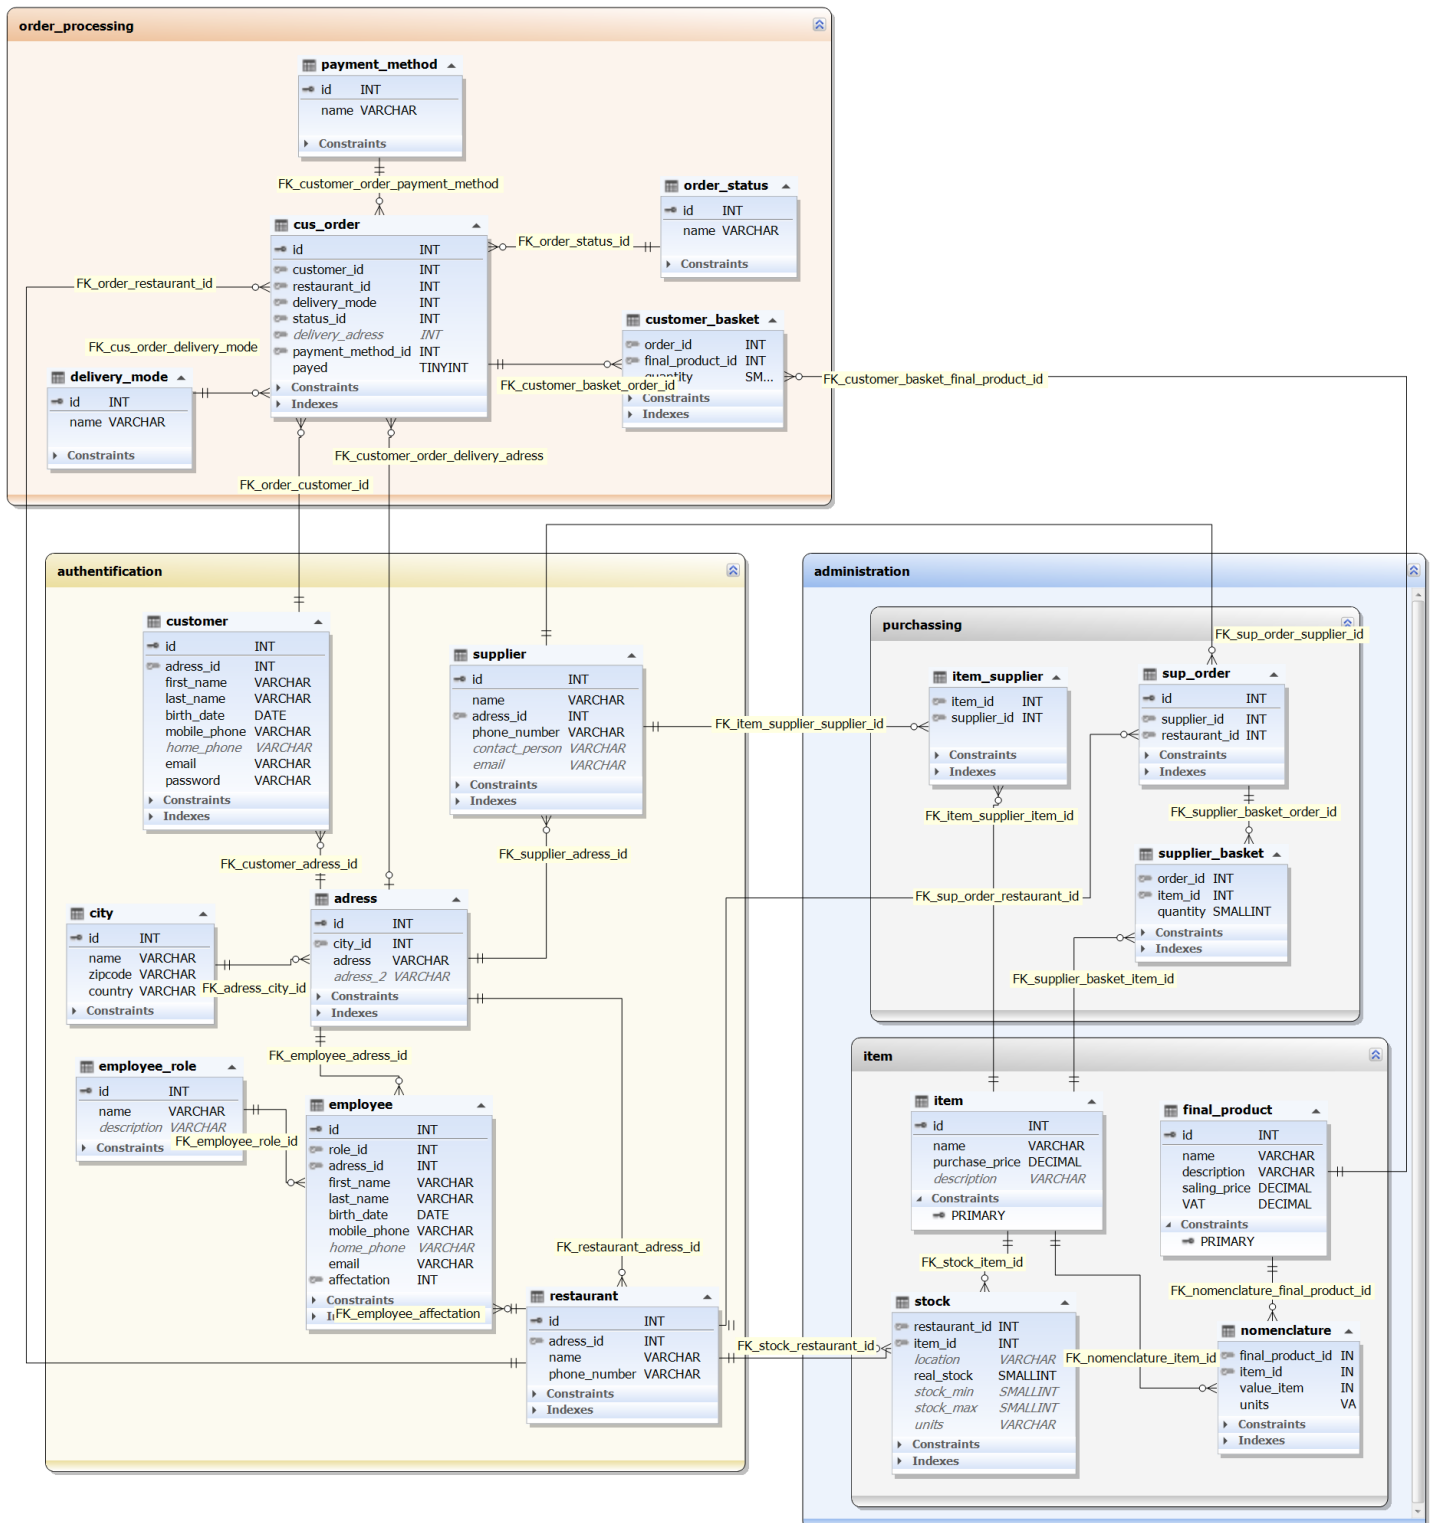 order_processing
payment_method
id INT
name VARCHAR
Constraints
FK_customer_order_payment_method
order_status
id INT
name VARCHAR
Constraints
cus_order
id INT
customer_id INT
restaurant_id INT
delivery_mode INT
status_id INT
delivery_adress INT
payment_method_id INT
payed TINYINT
Constraints
Indexes
FK_order_status_id
FK_order_restaurant_id
customer_basket
order_id INT
final_product_id INT
quantity SM...
Constraints
Indexes
FK_cus_order_delivery_mode
delivery_mode
id INT
name VARCHAR
Constraints
FK_customer_basket_order_id
FK_customer_basket_final_product_id
FK_customer_order_delivery_adress
FK_order_customer_id
authentification
customer
id INT
adress_id INT
first_name VARCHAR
last_name VARCHAR
birth_date DATE
mobile_phone VARCHAR
home_phone VARCHAR
email VARCHAR
password VARCHAR
Constraints
Indexes
supplier
id INT
name VARCHAR
adress_id INT
phone_number VARCHAR
contact_person VARCHAR
email VARCHAR
Constraints
Indexes
FK_customer_adress_id
FK_supplier_adress_id
city
id INT
name VARCHAR
zipcode VARCHAR
country VARCHAR
Constraints
FK_adress_city_id
adress
id INT
city_id INT
adress VARCHAR
adress_2 VARCHAR
Constraints
Indexes
FK_employee_adress_id
employee_role
id INT
name VARCHAR
description VARCHAR
Constraints
FK_employee_role_id
employee
id INT
role_id INT
adress_id INT
first_name VARCHAR
last_name VARCHAR
birth_date DATE
mobile_phone VARCHAR
home_phone VARCHAR
email VARCHAR
affectation INT
Constraints
FK_employee_affectation
FK_restaurant_adress_id
restaurant
id INT
adress_id INT
name VARCHAR
phone_number VARCHAR
Constraints
Indexes
administration
purchassing
FK_sup_order_supplier_id
item_supplier
item_id INT
supplier_id INT
Constraints
Indexes
FK_item_supplier_supplier_id
sup_order
id INT
supplier_id INT
restaurant_id INT
Constraints
Indexes
FK_item_supplier_item_id
FK_supplier_basket_order_id
supplier_basket
order_id INT
item_id INT
quantity SMALLINT
Constraints
Indexes
FK_sup_order_restaurant_id
FK_supplier_basket_item_id
item
item
id INT
name VARCHAR
purchase_price DECIMAL
description VARCHAR
Constraints
PRIMARY
final_product
id INT
name VARCHAR
description VARCHAR
saling_price DECIMAL
VAT DECIMAL
Constraints
PRIMARY
FK_stock_item_id
FK_nomenclature_final_product_id
stock
restaurant_id INT
item_id INT
location VARCHAR
real_stock SMALLINT
stock_min SMALLINT
stock_max SMALLINT
units VARCHAR
Constraints
Indexes
FK_stock_restaurant_id
FK_nomenclature_item_id
nomenclature
final_product_id IN
item_id IN
value_item IN
units VA
Constraints
Indexes